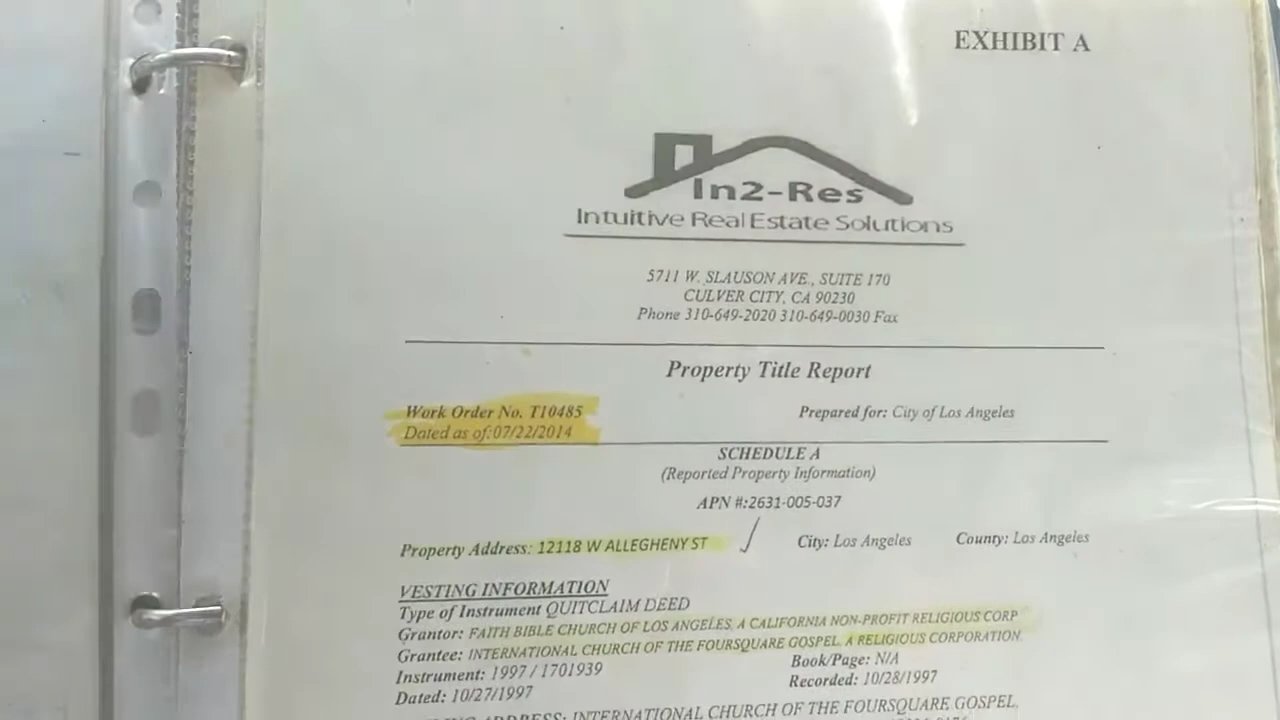 EXHIBIT A
In2-Res
Intuitive Real Estate Solutions
5711 W. SLAUSON AVE., SUITE 170
CULVER CITY, CA 90230
Phone 310-649-2020 310-649-0030 Fax
Property Title Report
Work Order No. T10485 Prepared for: City of Los Angeles
Dated as of:07/22/2014
SCHEDULE A
(Reported Property Information)
APN #:2631-005-037
Property Address: 12118 W ALLEGHENY ST City: Los Angeles County: Los Angeles
VESTING INFORMATION
Type of Instrument QUITCLAIM DEED
Grantor: FAITH BIBLE CHURCH OF LOS ANGELES, A CALIFORNIA NON-PROFIT RELIGIOUS CORP
Grantee: INTERNATIONAL CHURCH OF THE FOURSQUARE GOSPEL, A RELIGIOUS CORPORATION
Instrument: 1997 / 1701939 Book/Page: N/A
Dated: 10/27/1997 Recorded: 10/28/1997
ADDRESS: INTERNATIONAL CHURCH OF THE FOURSQUARE GOSPEL,